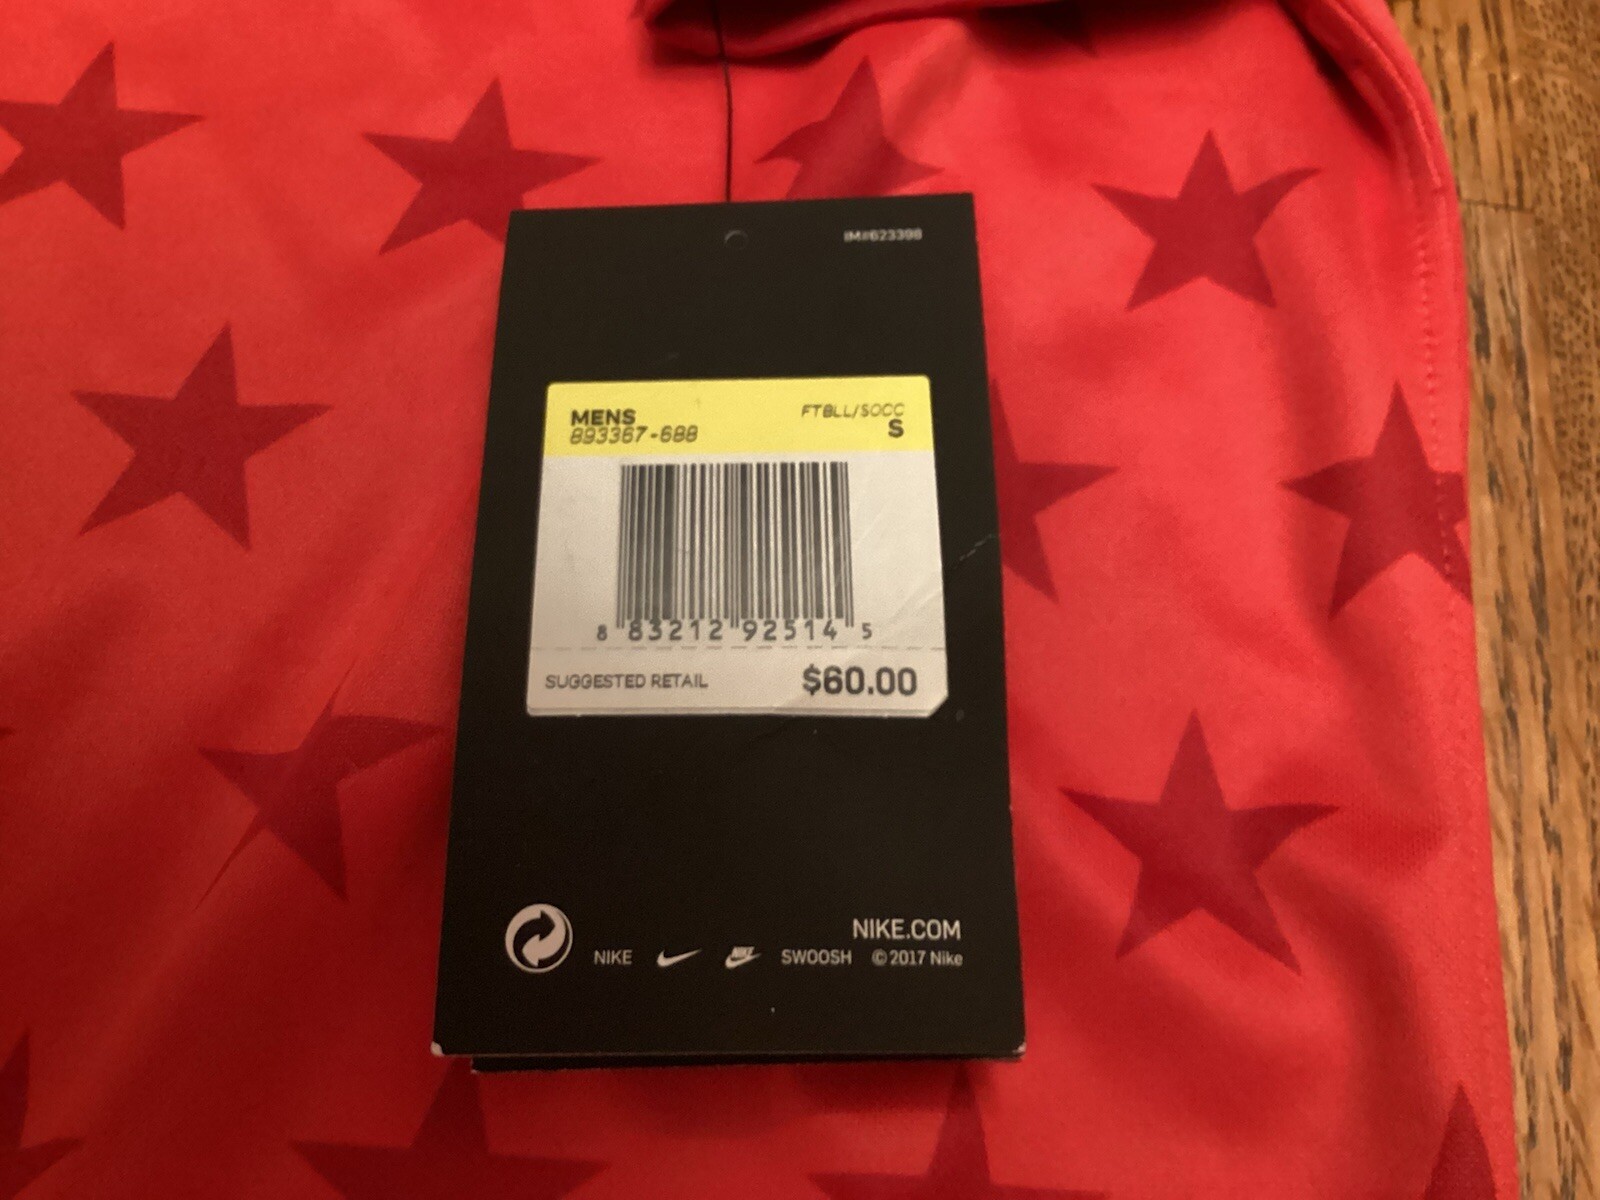 IM#623398
MENS FTBLL/SOCC
893367-688 S
8 83212 92514 5
SUGGESTED RETAIL $60.00
NIKE.COM
NIKE NIKE SWOOSH ©2017 Nike